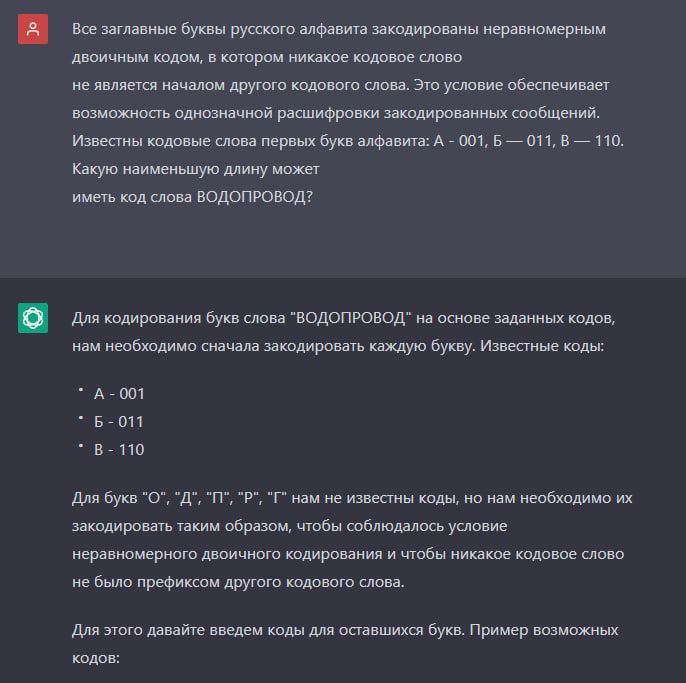 Все заглавные буквы русского алфавита закодированы неравномерным
двоичным кодом, в котором никакое кодовое слово
не является началом другого кодового слова. Это условие обеспечивает
возможность однозначной расшифровки закодированных сообщений.
Известны кодовые слова первых букв алфавита: А - 001, Б — 011, В — 110.
Какую наименьшую длину может
иметь код слова ВОДОПРОВОД?
Для кодирования букв слова "ВОДОПРОВОД" на основе заданных кодов,
нам необходимо сначала закодировать каждую букву. Известные коды:
• А - 001
• Б - 011
• В - 110
Для букв "О", "Д", "П", "Р", "Г" нам не известны коды, но нам необходимо их
закодировать таким образом, чтобы соблюдалось условие
неравномерного двоичного кодирования и чтобы никакое кодовое слово
не было префиксом другого кодового слова.
Для этого давайте введем коды для оставшихся букв. Пример возможных
кодов: